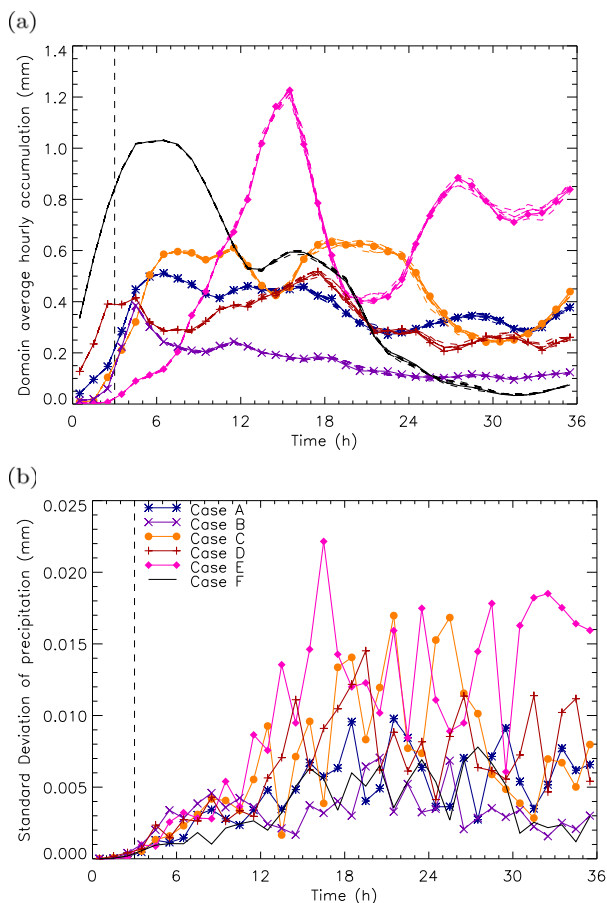 (a)
Domain average hourly accumulation (mm)
1.4
1.2
1.0
0.8
0.6
0.4
0.2
0.0
0 6 12 18 24 30 36
Time (h)
(b)
Standard Deviation of precipitation (mm)
0.025
0.020
0.015
0.010
0.005
0.000
Case A
Case B
Case C
Case D
Case E
Case F
0 6 12 18 24 30 36
Time (h)